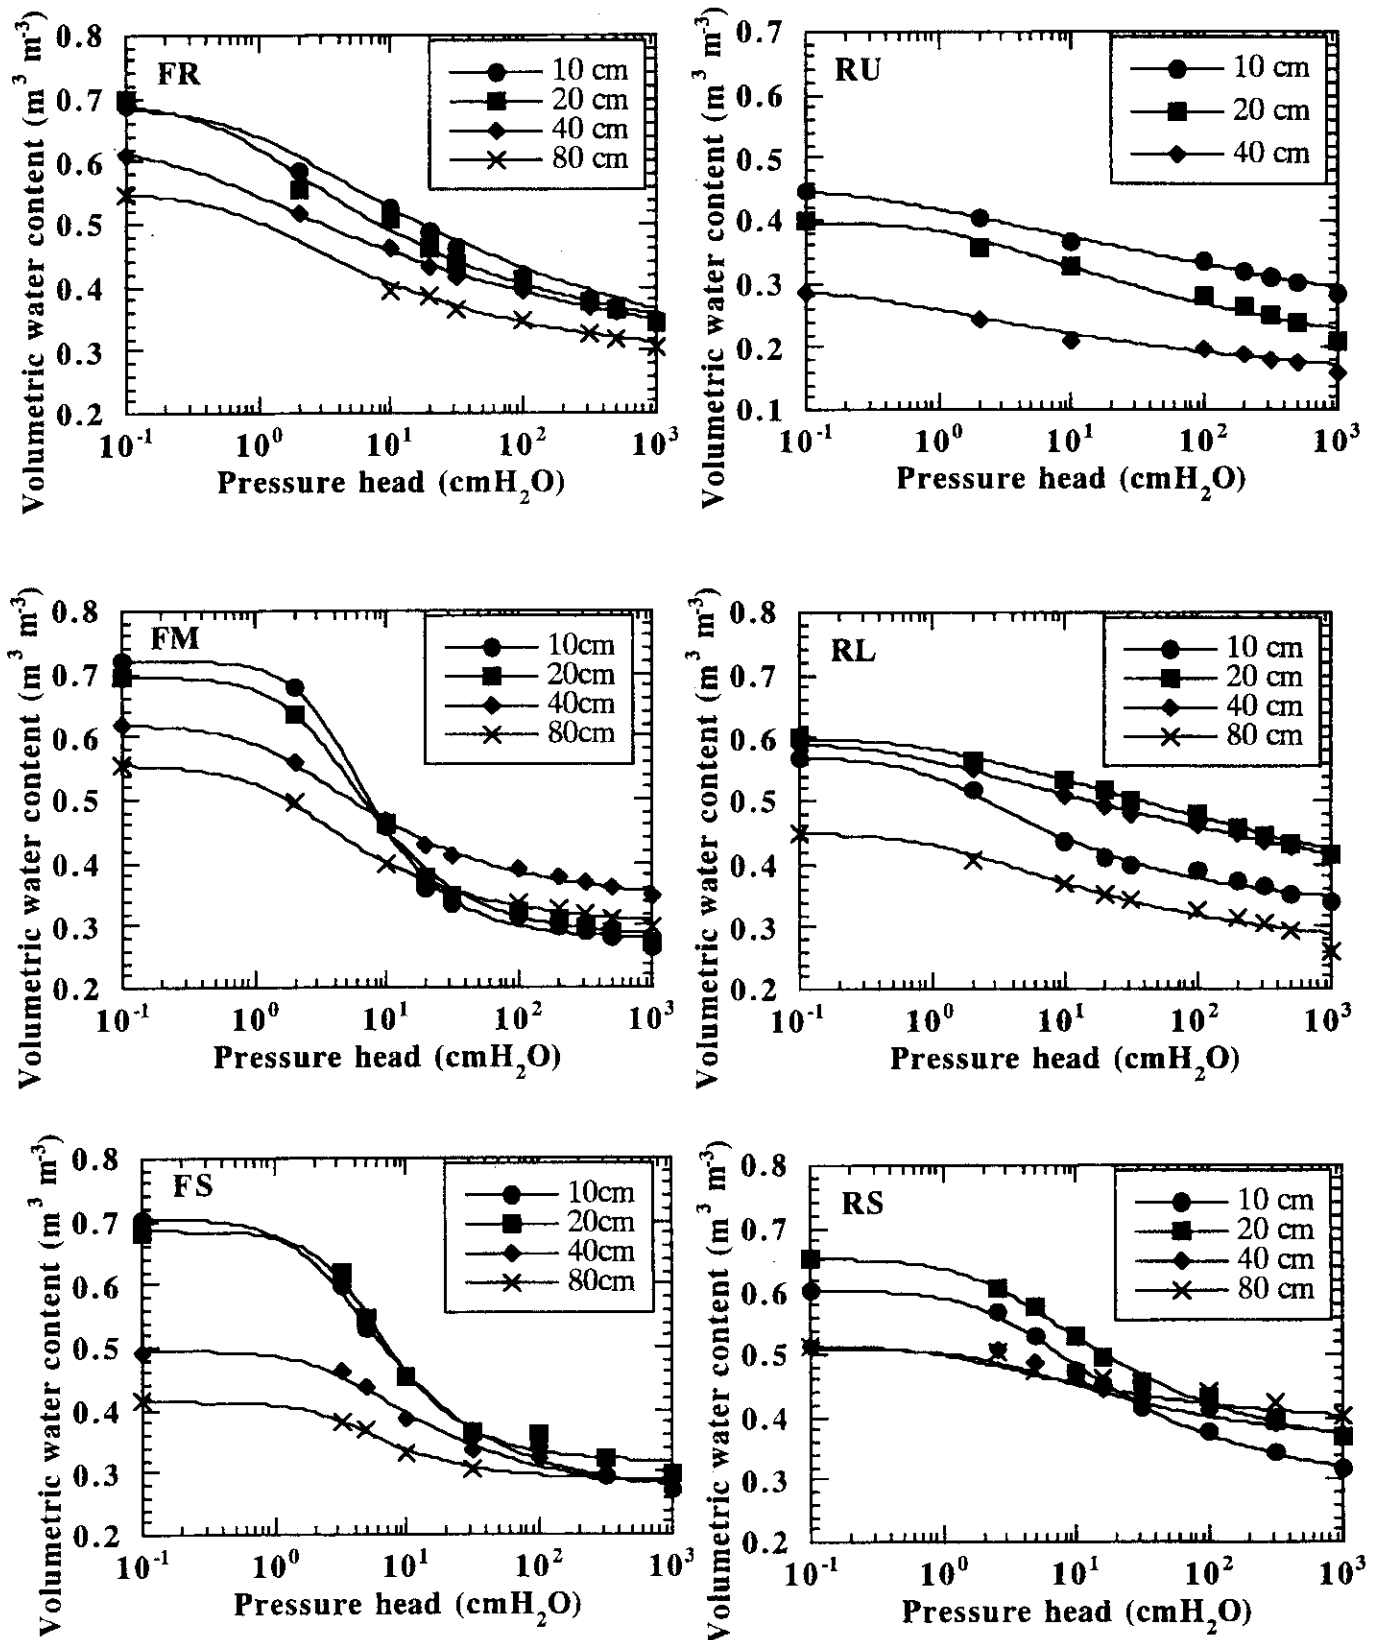 Volumetric water content (m³ m⁻³)
0.8
0.7
0.6
0.5
0.4
0.3
0.2
FR
10 cm
20 cm
40 cm
80 cm
10⁻¹ 10⁰ 10¹ 10² 10³
Pressure head (cmH₂O)
Volumetric water content (m³ m⁻³)
0.7
0.6
0.5
0.4
0.3
0.2
0.1
RU
10 cm
20 cm
40 cm
10⁻¹ 10⁰ 10¹ 10² 10³
Pressure head (cmH₂O)
Volumetric water content (m³ m⁻³)
0.8
0.7
0.6
0.5
0.4
0.3
0.2
FM
10cm
20cm
40cm
80cm
10⁻¹ 10⁰ 10¹ 10² 10³
Pressure head (cmH₂O)
Volumetric water content (m³ m⁻³)
0.8
0.7
0.6
0.5
0.4
0.3
0.2
RL
10 cm
20 cm
40 cm
80 cm
10⁻¹ 10⁰ 10¹ 10² 10³
Pressure head (cmH₂O)
Volumetric water content (m³ m⁻³)
0.8
0.7
0.6
0.5
0.4
0.3
0.2
FS
10cm
20cm
40cm
80cm
10⁻¹ 10⁰ 10¹ 10² 10³
Pressure head (cmH₂O)
Volumetric water content (m³ m⁻³)
0.8
0.7
0.6
0.5
0.4
0.3
0.2
RS
10 cm
20 cm
40 cm
80 cm
10⁻¹ 10⁰ 10¹ 10² 10³
Pressure head (cmH₂O)